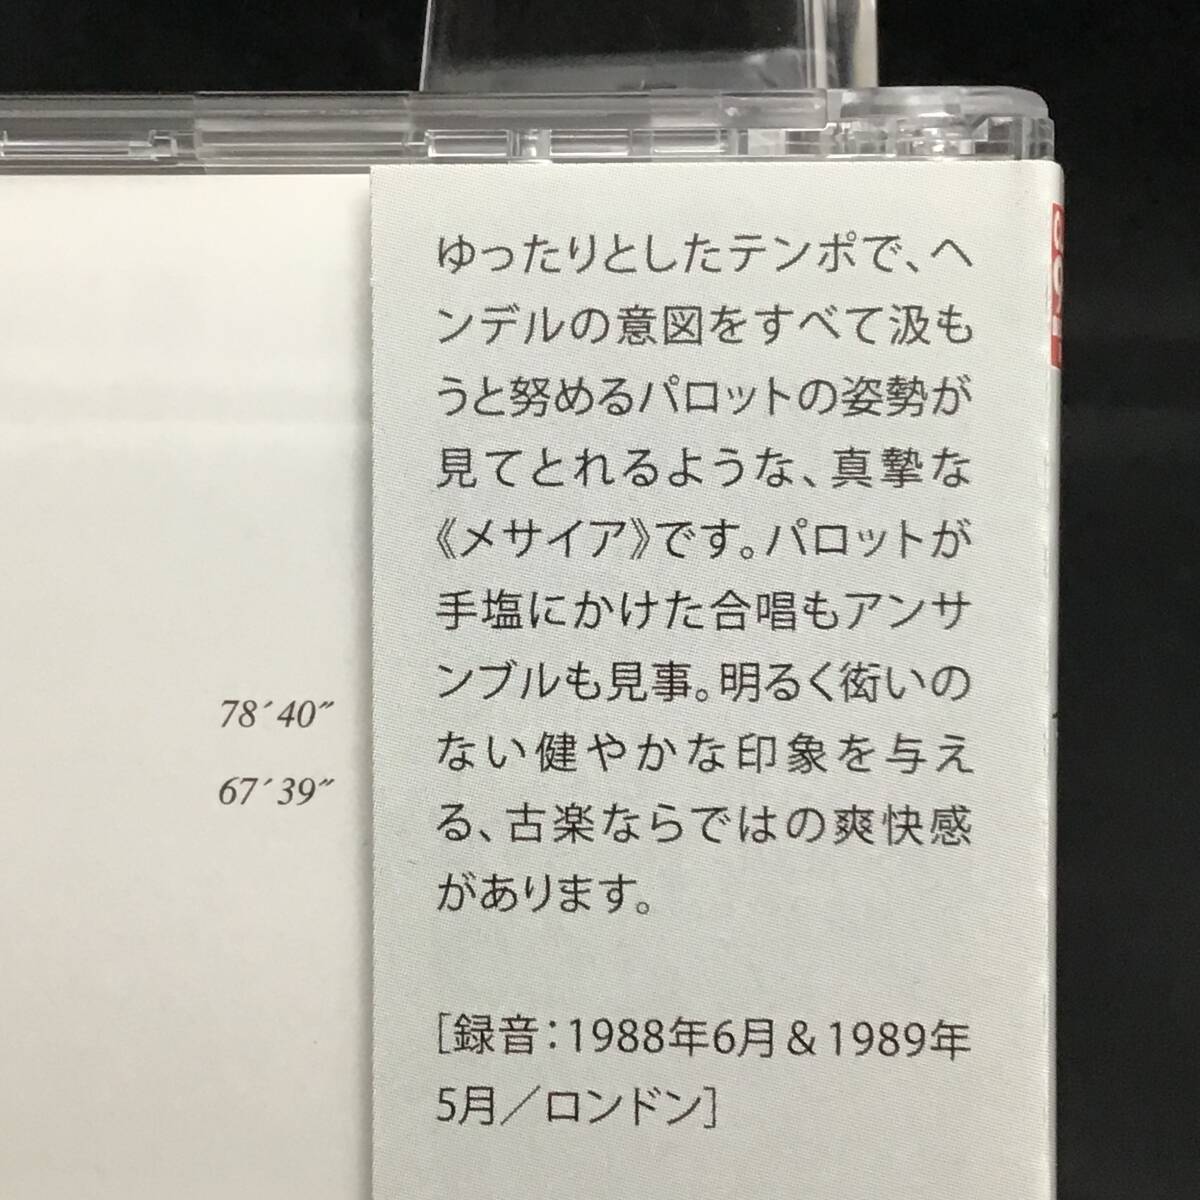 ゆったりとしたテンポで、ヘ
ンデルの意図をすべて汲も
うと努めるパロットの姿勢が
見てとれるような、真摯な
《メサイア》です。パロットが
手塩にかけた合唱もアンサ
ンブルも見事。明るく衒いの
ない健やかな印象を与え
る、古楽ならではの爽快感
があります。
[録音：1988年6月＆1989年
5月／ロンドン]
78´40˝
67´39˝